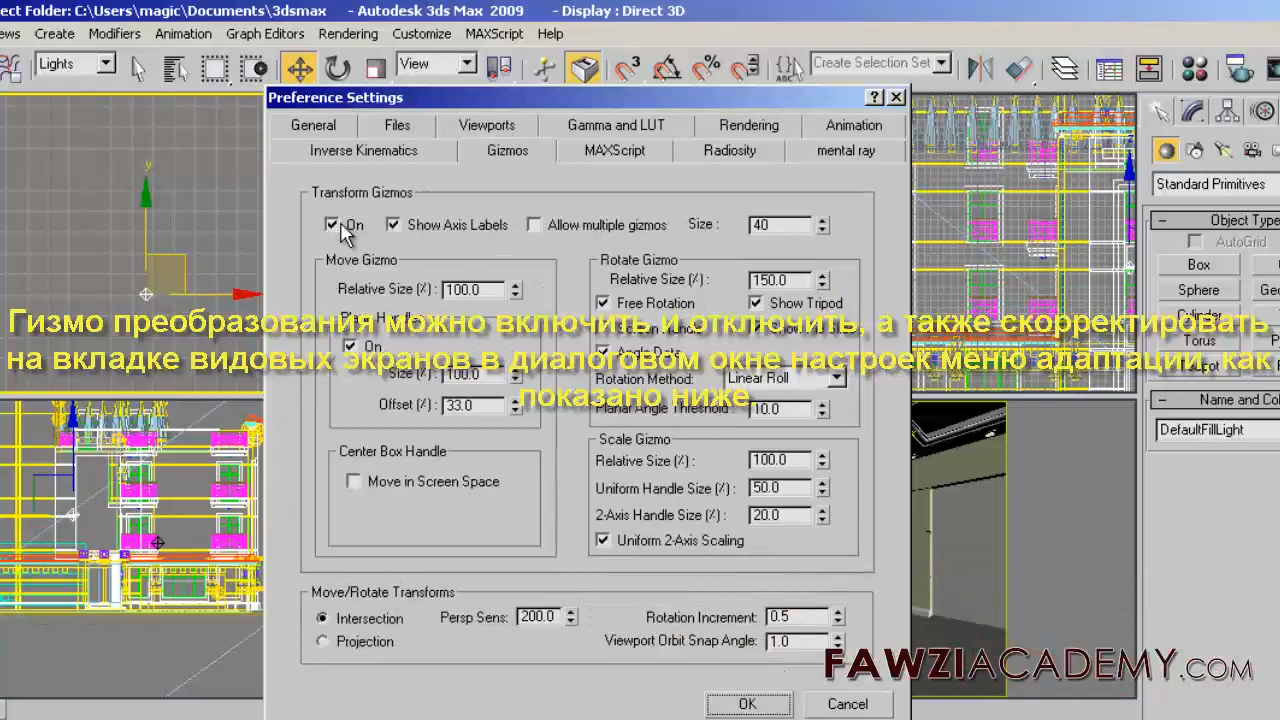 ect Folder: C:\Users\magic\Documents\3dsmax - Autodesk 3ds Max 2009 - Display : Direct 3D
ews Create Modifiers Animation Graph Editors Rendering Customize MAXScript Help
Lights View 3 % ABC Create Selection Set
Preference Settings ? X
General Files Viewports Gamma and LUT Rendering Animation
Inverse Kinematics Gizmos MAXScript Radiosity mental ray
Transform Gizmos
On Show Axis Labels Allow multiple gizmos Size : 40
Move Gizmo Rotate Gizmo
Relative Size (%) : 100.0 Relative Size (%) : 150.0
Free Rotation Show Tripod
Гизмо преобразования можно включить и отключить, а также скорректировать
на вкладке видовых экранов в диалоговом окне настроек меню адаптации, как
показано ниже
On
Size (%) : 100.0 Rotation Method: Linear Roll
Offset (%) : 33.0 Planar Angle Threshold : 10.0
Center Box Handle Scale Gizmo
Move in Screen Space Relative Size (%) : 100.0
Uniform Handle Size (%) : 50.0
2-Axis Handle Size (%) : 20.0
Uniform 2-Axis Scaling
Move/Rotate Transforms
Intersection Persp Sens: 200.0 Rotation Increment: 0.5
Projection Viewport Orbit Snap Angle: 1.0
OK Cancel
y
z
Standard Primitives
Object Type
AutoGrid
Box
Sphere Geo
Torus
Name and Col
DefaultFillLight
FAWZIACADEMY.COM